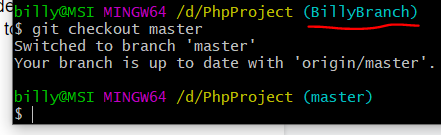 billy@MSI MINGW64 /d/PhpProject (BillyBranch)
$ git checkout master
Switched to branch 'master'
Your branch is up to date with 'origin/master'.
billy@MSI MINGW64 /d/PhpProject (master)
$